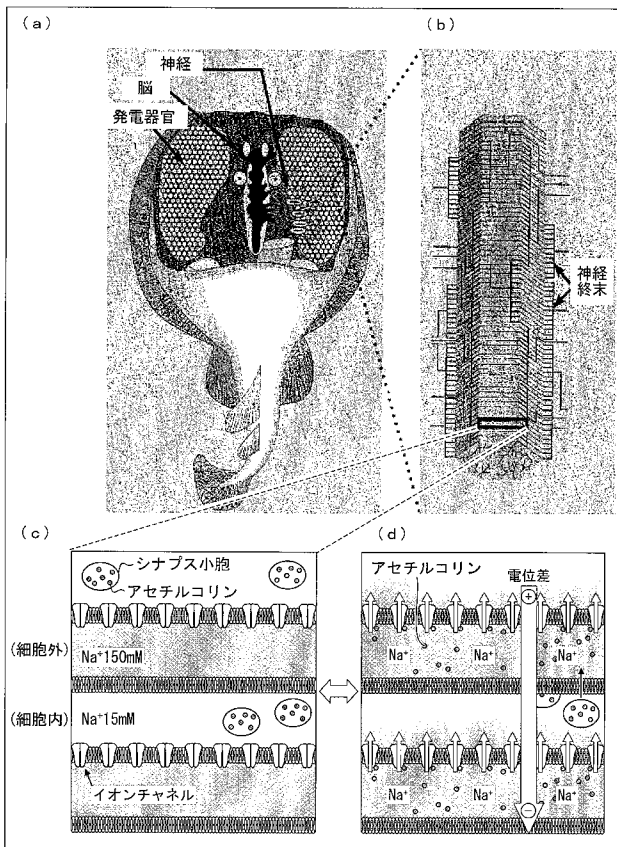 (a)
(b)
神経
脳
発電器官
神経
終末
(c)
(d)
シナプス小胞
アセチルコリン
アセチルコリン
電位差
+
(細胞外)
Na⁺150mM
Na⁺
Na⁺
Na⁺
(細胞内)
Na⁺15mM
イオンチャネル
Na⁺
Na⁺
Na⁺
−